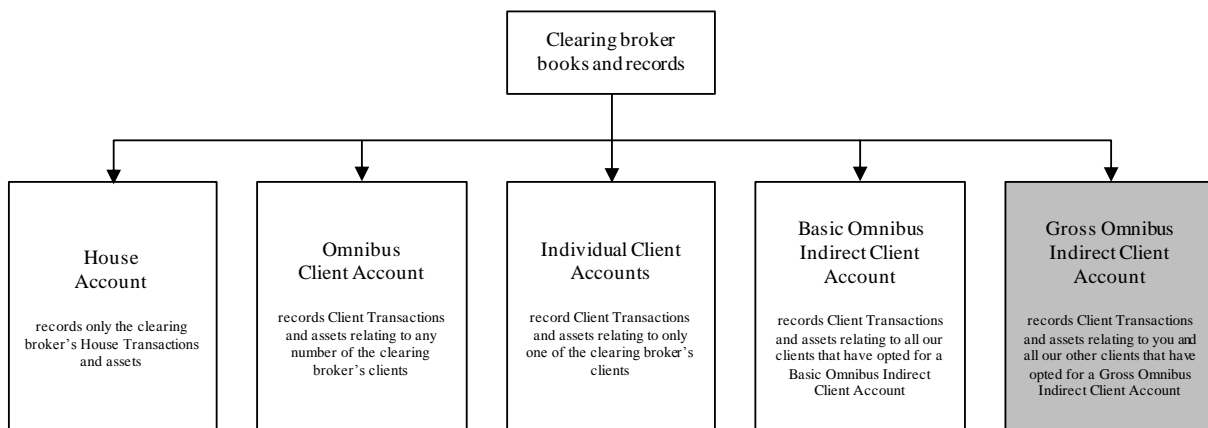 Clearing broker
books and records
House
Account
records only the clearing
broker's House Transactions
and assets
Omnibus
Client Account
records Client Transactions
and assets relating to any
number of the clearing
broker's clients
Individual Client
Accounts
record Client Transactions
and assets relating to only
one of the clearing broker's
clients
Basic Omnibus
Indirect Client
Account
records Client Transactions
and assets relating to all our
clients that have opted for a
Basic Omnibus Indirect
Client Account
Gross Omnibus
Indirect Client
Account
records Client Transactions
and assets relating to you and
all our other clients that have
opted for a Gross Omnibus
Indirect Client Account